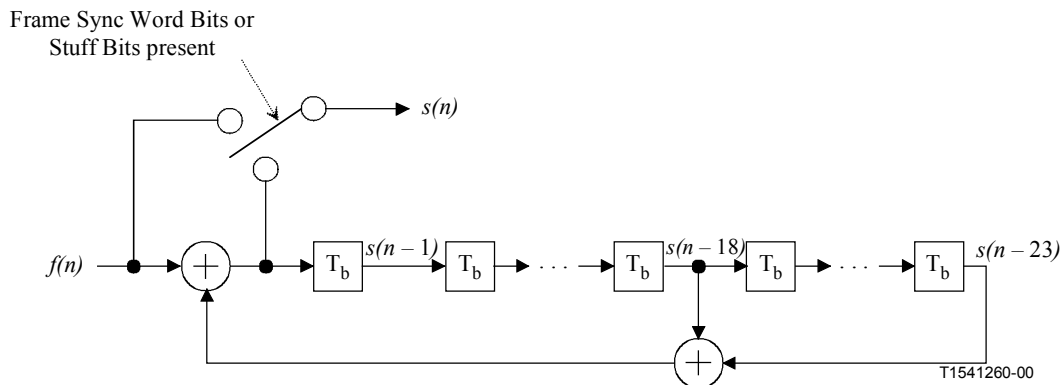 Frame Sync Word Bits or
Stuff Bits present
s(n)
f(n)
+
T_b
s(n – 1)
T_b
. . .
T_b
s(n – 18)
T_b
. . .
T_b
s(n – 23)
+
T1541260-00